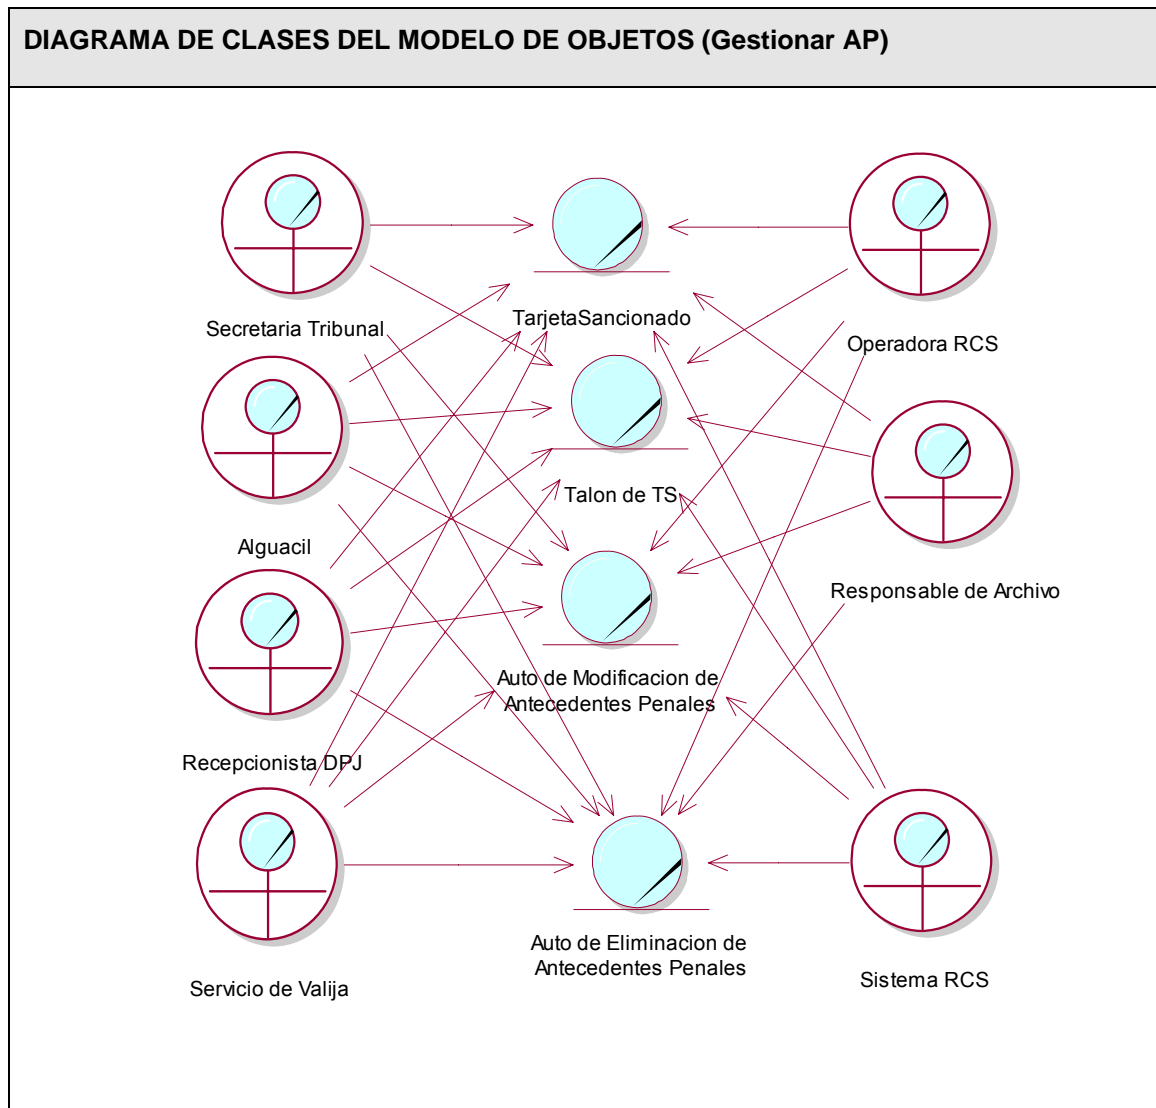 DIAGRAMA DE CLASES DEL MODELO DE OBJETOS (Gestionar AP)
Secretaria Tribunal
TarjetaSancionado
Operadora RCS
Alguacil
Talon de TS
Responsable de Archivo
Recepcionista DPJ
Auto de Modificacion de
Antecedentes Penales
Servicio de Valija
Auto de Eliminacion de
Antecedentes Penales
Sistema RCS